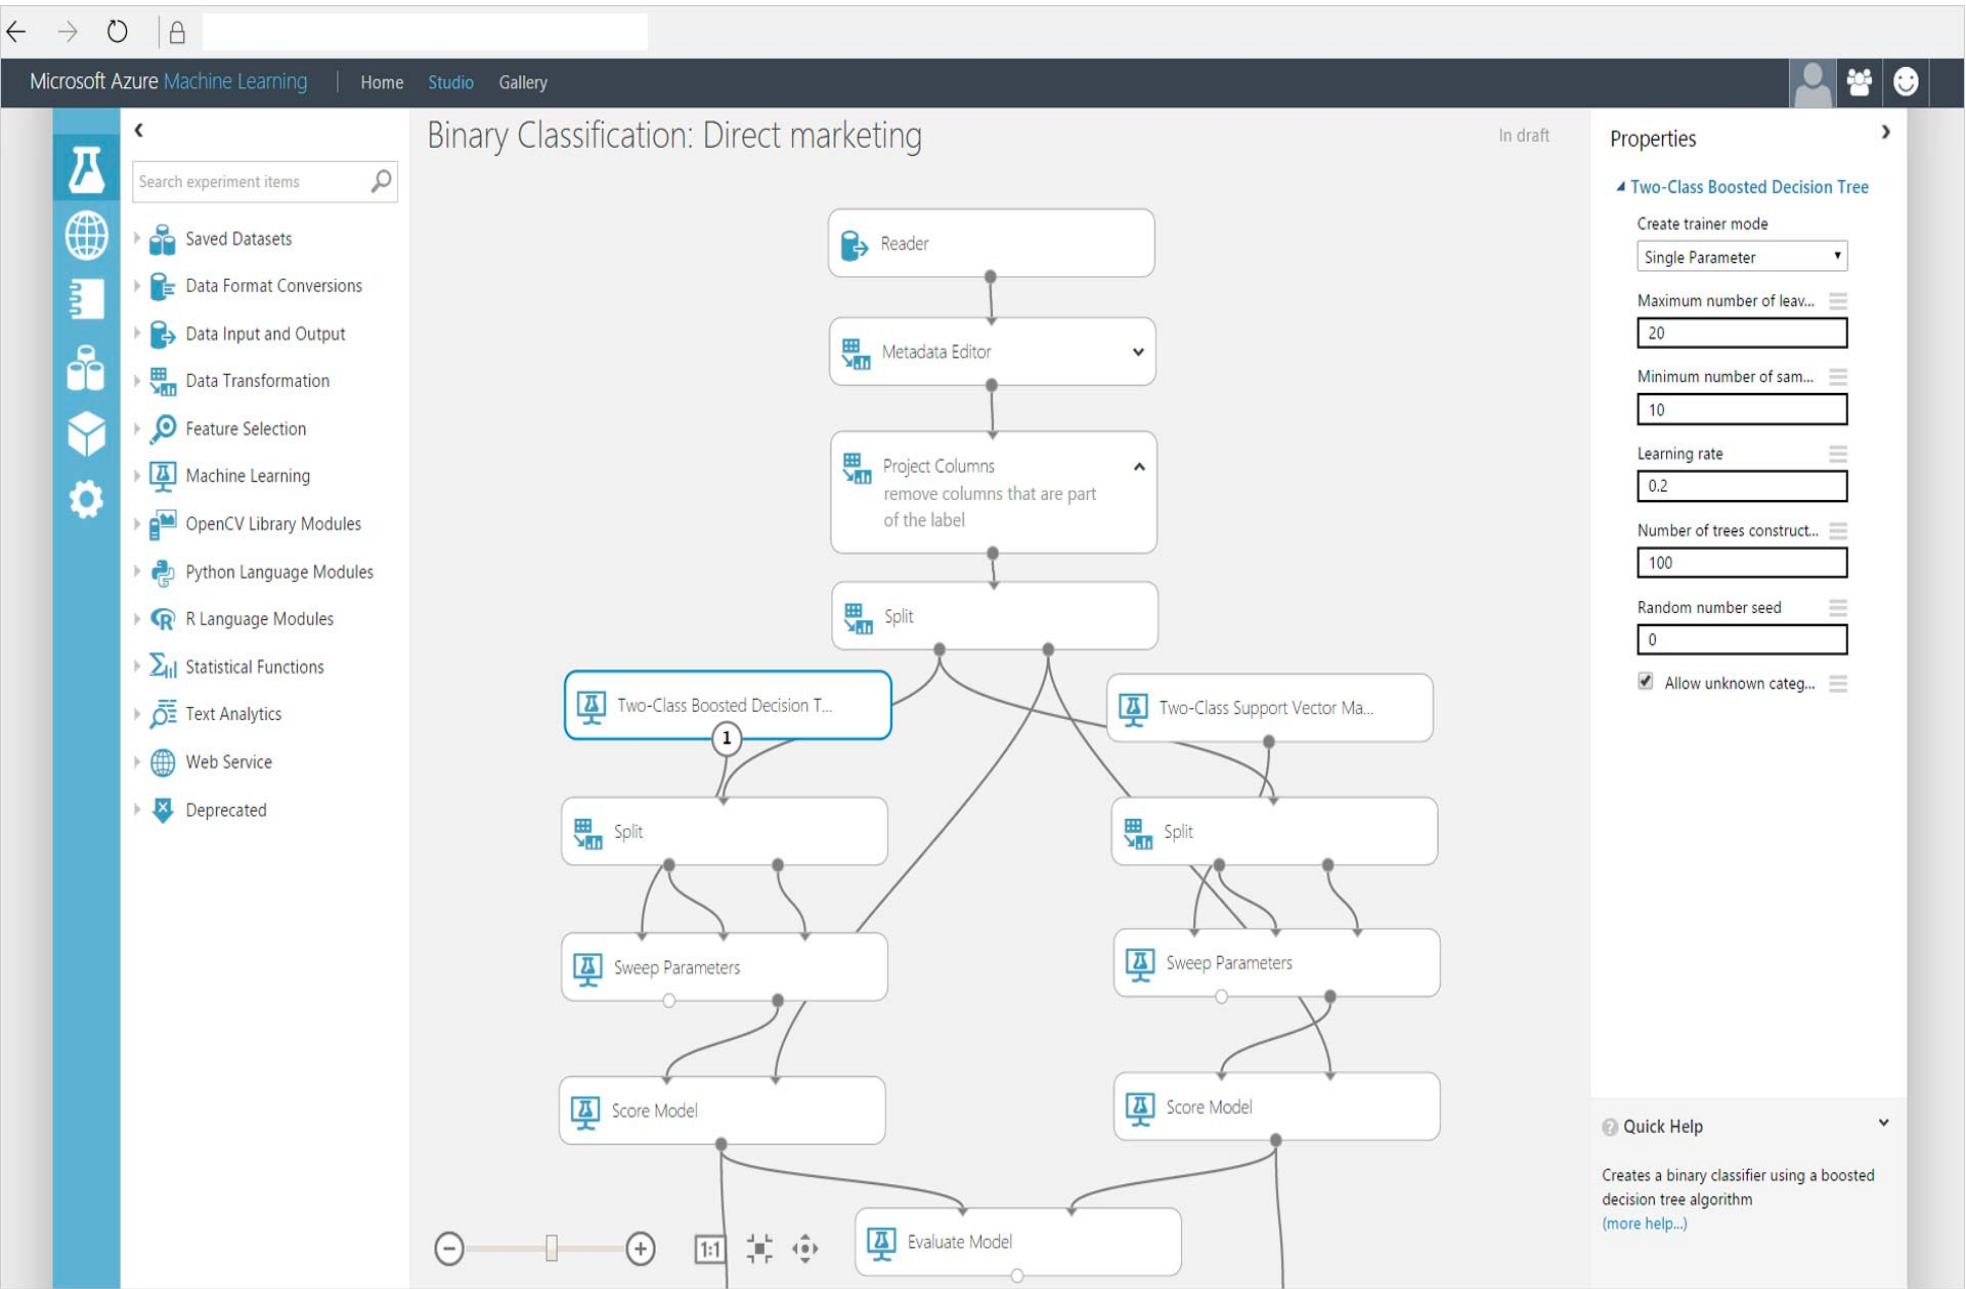 Microsoft Azure Machine Learning | Home Studio Gallery
Search experiment items
Saved Datasets
Data Format Conversions
Data Input and Output
Data Transformation
Feature Selection
Machine Learning
OpenCV Library Modules
Python Language Modules
R Language Modules
Statistical Functions
Text Analytics
Web Service
Deprecated
Binary Classification: Direct marketing
In draft
Reader
Metadata Editor
Project Columns
remove columns that are part
of the label
Split
Two-Class Boosted Decision T...
1
Two-Class Support Vector Ma...
Split
Split
Sweep Parameters
Sweep Parameters
Score Model
Score Model
Evaluate Model
1:1
Properties
Two-Class Boosted Decision Tree
Create trainer mode
Single Parameter
Maximum number of leav...
20
Minimum number of sam...
10
Learning rate
0.2
Number of trees construct...
100
Random number seed
0
Allow unknown categ...
Quick Help
Creates a binary classifier using a boosted
decision tree algorithm
(more help...)